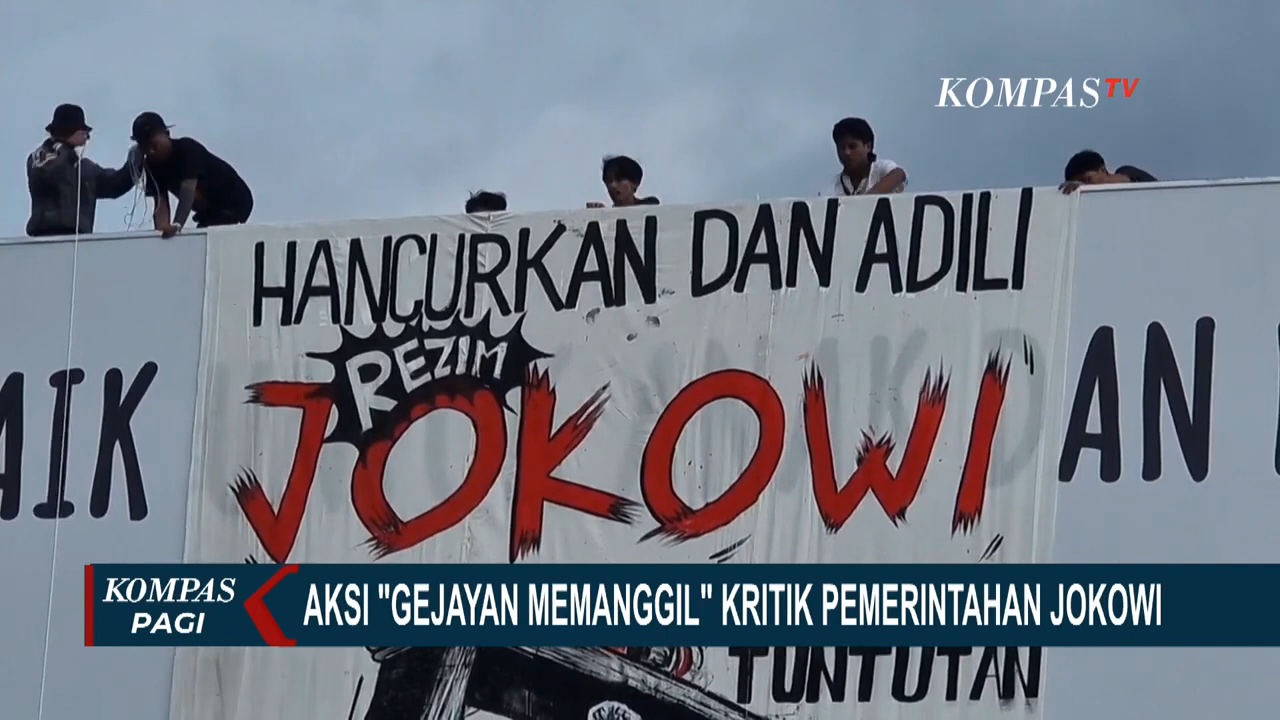 KOMPASTV
HANCURKAN DAN ADILI
REZIM
JOKOWI
AIK
AN
KOMPAS
PAGI
AKSI "GEJAYAN MEMANGGIL" KRITIK PEMERINTAHAN JOKOWI
TUNTUTAN